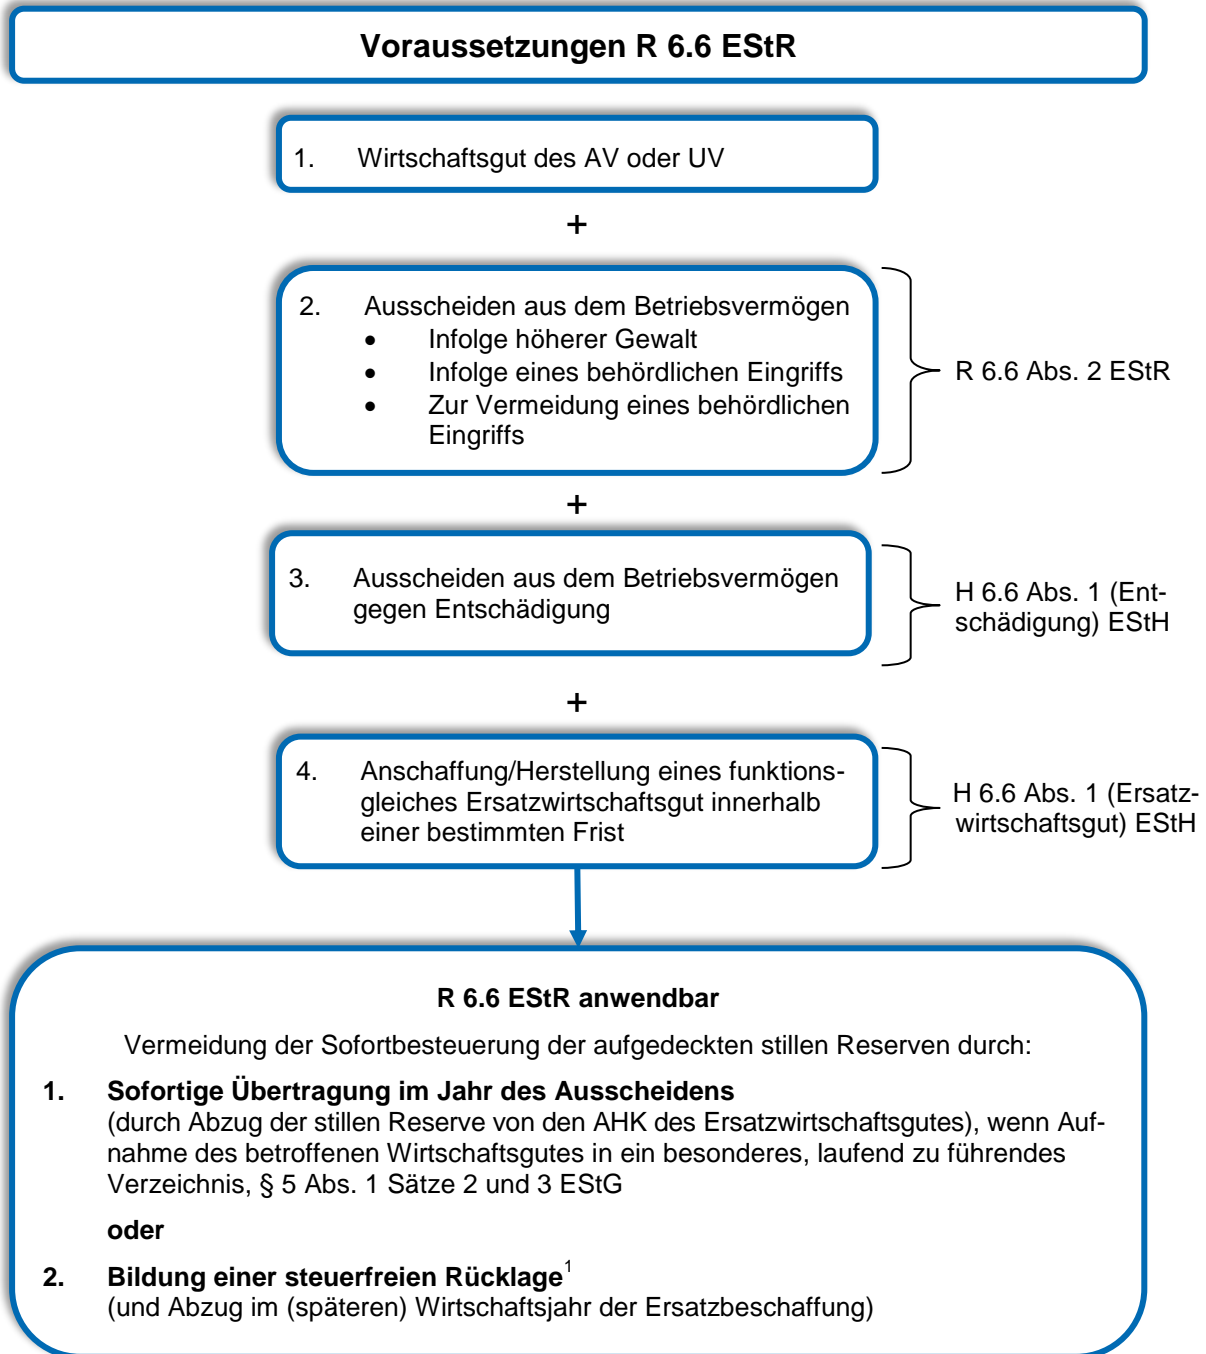 Voraussetzungen R 6.6 EStR
1. Wirtschaftsgut des AV oder UV
+
2. Ausscheiden aus dem Betriebsvermögen
• Infolge höherer Gewalt
• Infolge eines behördlichen Eingriffs
• Zur Vermeidung eines behördlichen
Eingriffs
R 6.6 Abs. 2 EStR
+
3. Ausscheiden aus dem Betriebsvermögen
gegen Entschädigung
H 6.6 Abs. 1 (Ent-
schädigung) EStH
+
4. Anschaffung/Herstellung eines funktions-
gleiches Ersatzwirtschaftsgut innerhalb
einer bestimmten Frist
H 6.6 Abs. 1 (Ersatz-
wirtschaftsgut) EStH
R 6.6 EStR anwendbar
Vermeidung der Sofortbesteuerung der aufgedeckten stillen Reserven durch:
1. Sofortige Übertragung im Jahr des Ausscheidens
(durch Abzug der stillen Reserve von den AHK des Ersatzwirtschaftsgutes), wenn Auf-
nahme des betroffenen Wirtschaftsgutes in ein besonderes, laufend zu führendes
Verzeichnis, § 5 Abs. 1 Sätze 2 und 3 EStG
oder
2. Bildung einer steuerfreien Rücklage¹
(und Abzug im (späteren) Wirtschaftsjahr der Ersatzbeschaffung)